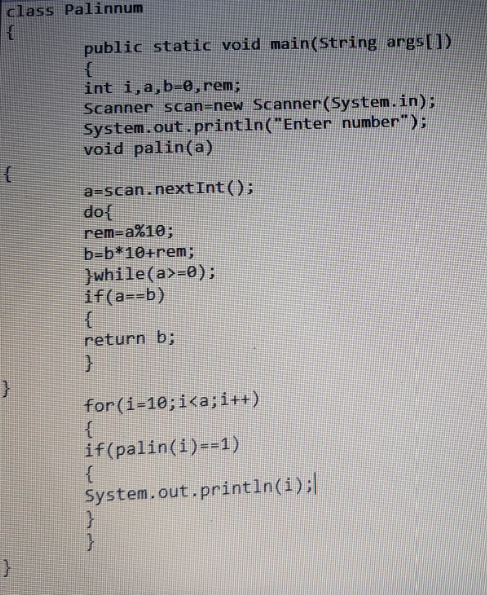 class Palinnum
{
public static void main(String args[])
{
int i,a,b=0,rem;
Scanner scan=new Scanner(System.in);
System.out.println("Enter number");
void palin(a)
{
a=scan.nextInt();
do{
rem=a%10;
b=b*10+rem;
}while(a>=0);
if(a==b)
{
return b;
}
}
for(i=10;i<a;i++)
{
if(palin(i)==1)
{
System.out.println(i);
}
}
}